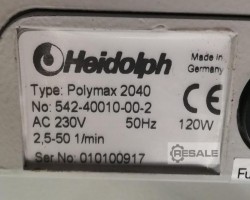 Heidolph
Made in
Germany
Type: Polymax 2040
No: 542-40010-00-2
AC 230V 50Hz 120W
2,5-50 1/min
Ser No 010100917
CE
RESALE
Fu